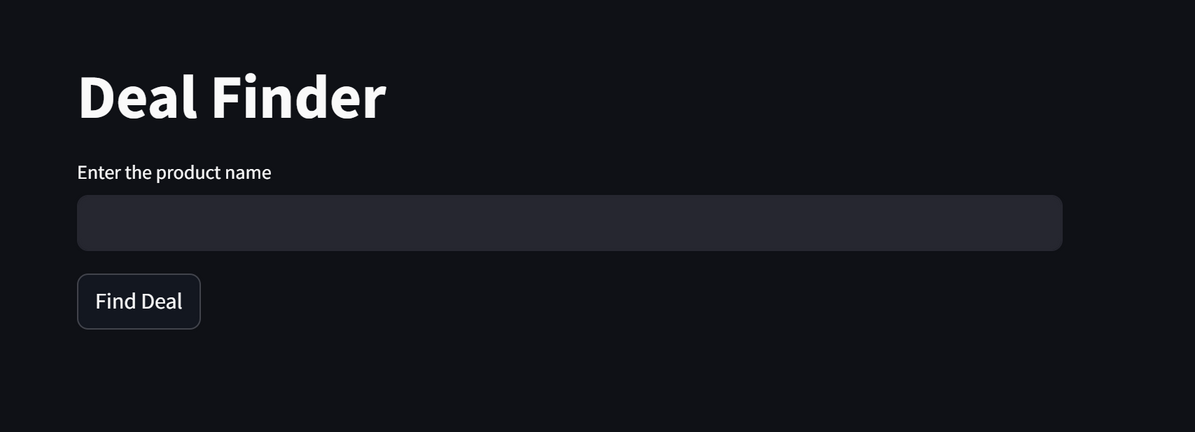 Deal Finder
Enter the product name
Find Deal